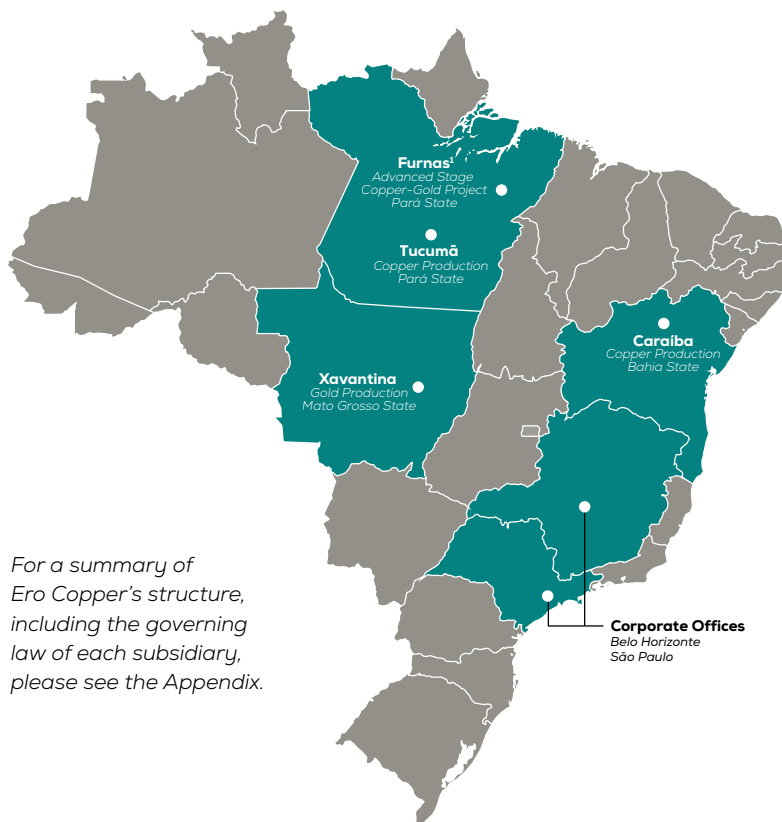 Furnas¹
Advanced Stage
Copper-Gold Project
Pará State
Tucumã
Copper Production
Pará State
Caraíba
Copper Production
Bahia State
Xavantina
Gold Production
Mato Grosso State
For a summary of
Ero Copper’s structure,
including the governing
law of each subsidiary,
please see the Appendix.
Corporate Offices
Belo Horizonte
São Paulo